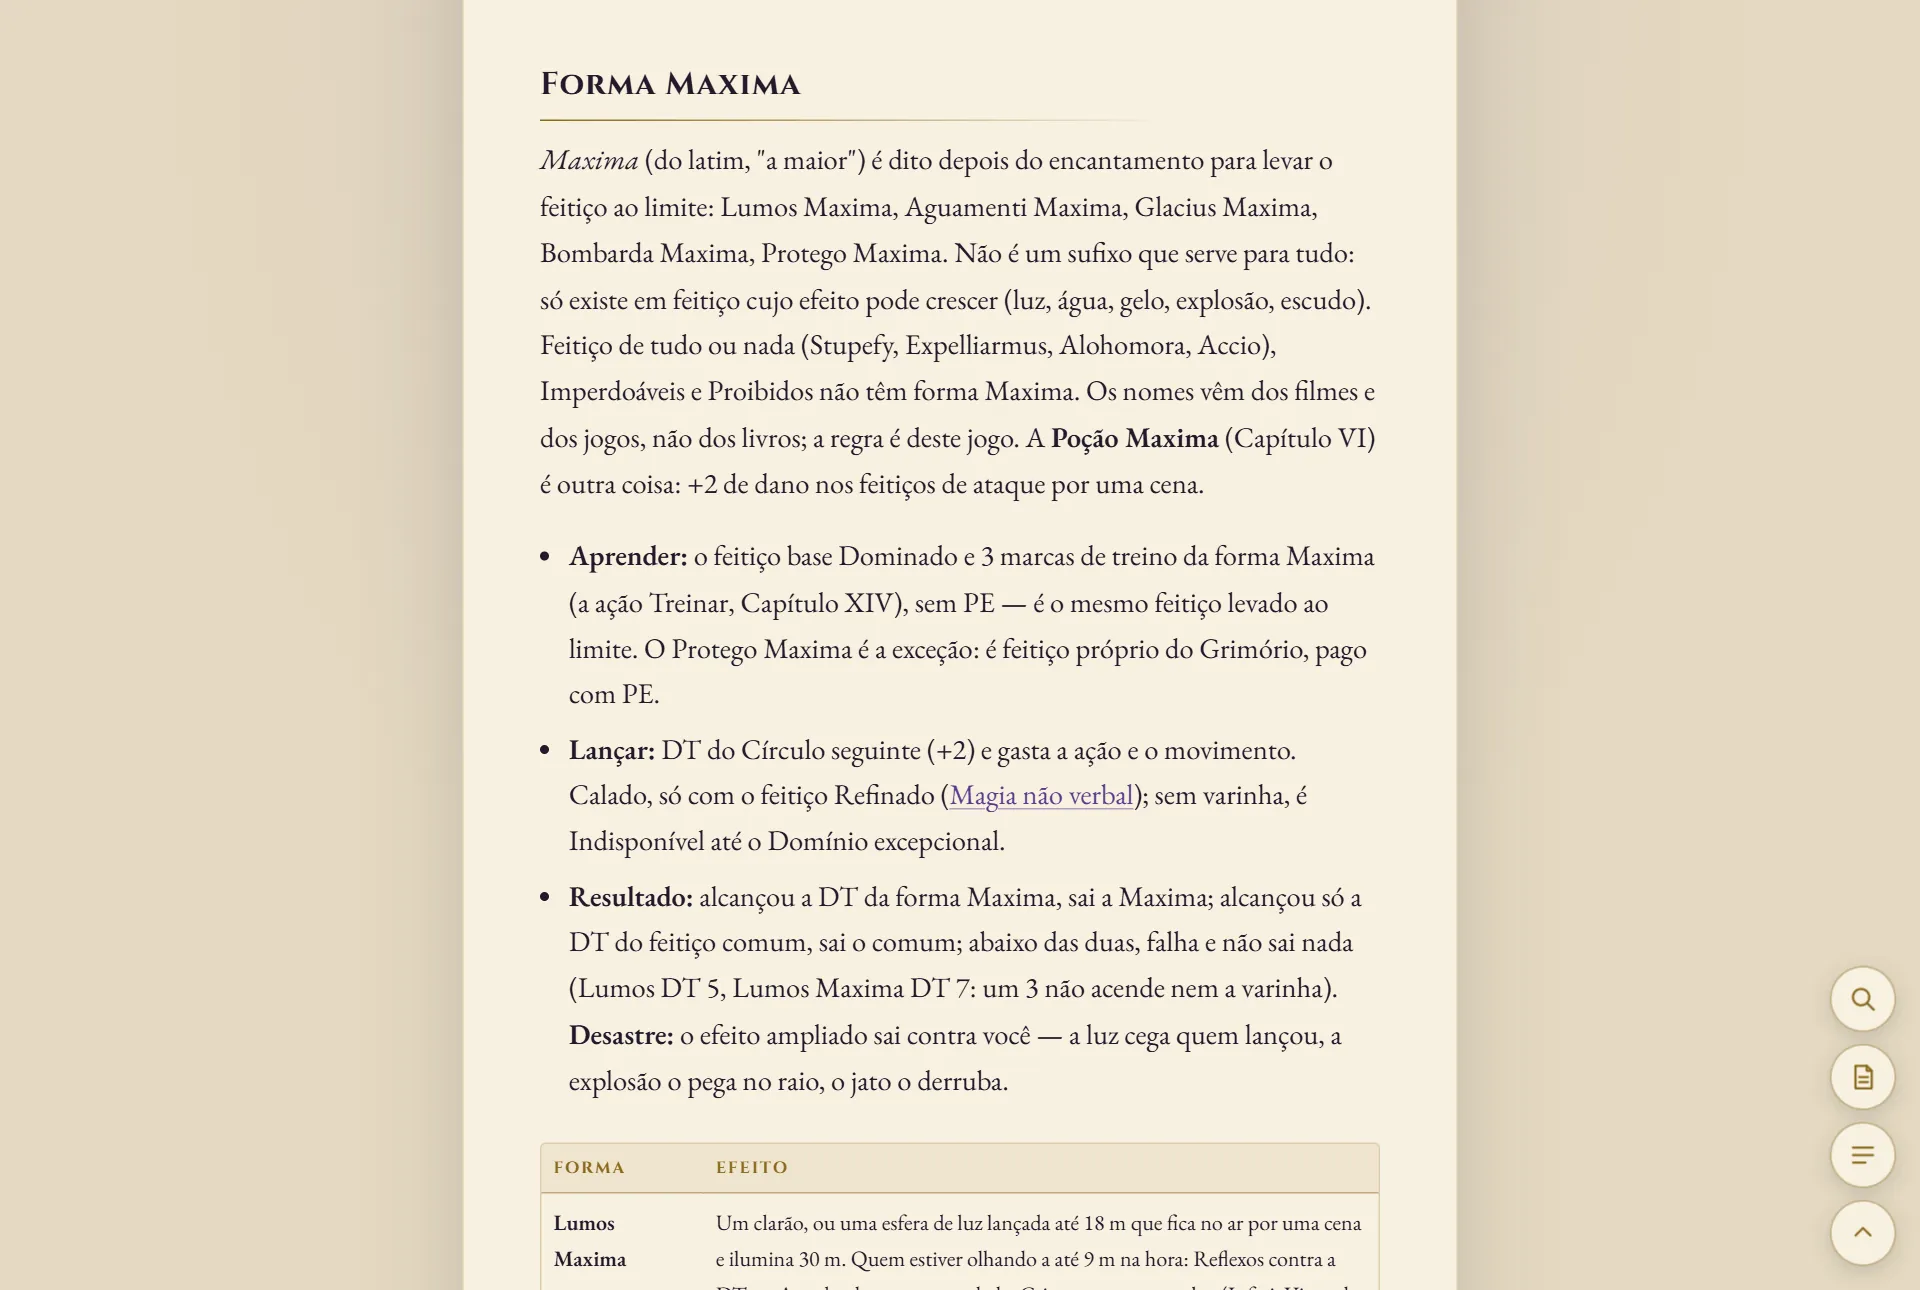 Forma Maxima
Maxima (do latim, "a maior") é dito depois do encantamento para levar o
feitiço ao limite: Lumos Maxima, Aguamenti Maxima, Glacius Maxima,
Bombarda Maxima, Protego Maxima. Não é um sufixo que serve para tudo:
só existe em feitiço cujo efeito pode crescer (luz, água, gelo, explosão, escudo).
Feitiço de tudo ou nada (Stupefy, Expelliarmus, Alohomora, Accio),
Imperdoáveis e Proibidos não têm forma Maxima. Os nomes vêm dos filmes e
dos jogos, não dos livros; a regra é deste jogo. A Poção Maxima (Capítulo VI)
é outra coisa: +2 de dano nos feitiços de ataque por uma cena.
• Aprender: o feitiço base Dominado e 3 marcas de treino da forma Maxima
(a ação Treinar, Capítulo XIV), sem PE — é o mesmo feitiço levado ao
limite. O Protego Maxima é a exceção: é feitiço próprio do Grimório, pago
com PE.
• Lançar: DT do Círculo seguinte (+2) e gasta a ação e o movimento.
Calado, só com o feitiço Refinado (Magia não verbal); sem varinha, é
Indisponível até o Domínio excepcional.
• Resultado: alcançou a DT da forma Maxima, sai a Maxima; alcançou só a
DT do feitiço comum, sai o comum; abaixo das duas, falha e não sai nada
(Lumos DT 5, Lumos Maxima DT 7: um 3 não acende nem a varinha).
Desastre: o efeito ampliado sai contra você — a luz cega quem lançou, a
explosão o pega no raio, o jato o derruba.
FORMA EFEITO
Lumos Um clarão, ou uma esfera de luz lançada até 18 m que fica no ar por uma cena
Maxima e ilumina 30 m. Quem estiver olhando a até 9 m na hora: Reflexos contra a